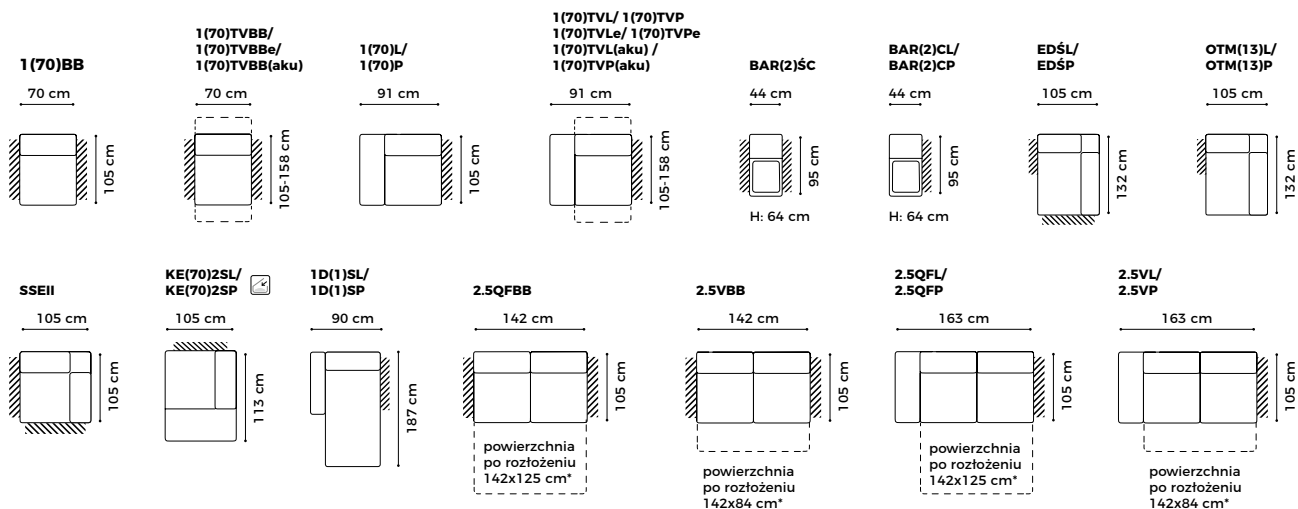 1(70)BB
70 cm
105 cm
1(70)TVBB/
1(70)TVBBe/
1(70)TVBB(aku)
70 cm
105-158 cm
1(70)L/
1(70)P
91 cm
105 cm
1(70)TVL/ 1(70)TVP
1(70)TVLe/ 1(70)TVPe
1(70)TVL(aku) /
1(70)TVP(aku)
91 cm
105-158 cm
BAR(2)ŚC
44 cm
95 cm
H: 64 cm
BAR(2)CL/
BAR(2)CP
44 cm
95 cm
H: 64 cm
EDŚL/
EDŚP
105 cm
132 cm
OTM(13)L/
OTM(13)P
105 cm
132 cm
SSEII
105 cm
105 cm
KE(70)2SL/
KE(70)2SP
105 cm
113 cm
1D(1)SL/
1D(1)SP
90 cm
187 cm
2.5QFBB
142 cm
105 cm
powierzchnia
po rozłożeniu
142x125 cm*
2.5VBB
142 cm
105 cm
powierzchnia
po rozłożeniu
142x84 cm*
2.5QFL/
2.5QFP
163 cm
105 cm
powierzchnia
po rozłożeniu
142x125 cm*
2.5VL/
2.5VP
163 cm
105 cm
powierzchnia
po rozłożeniu
142x84 cm*